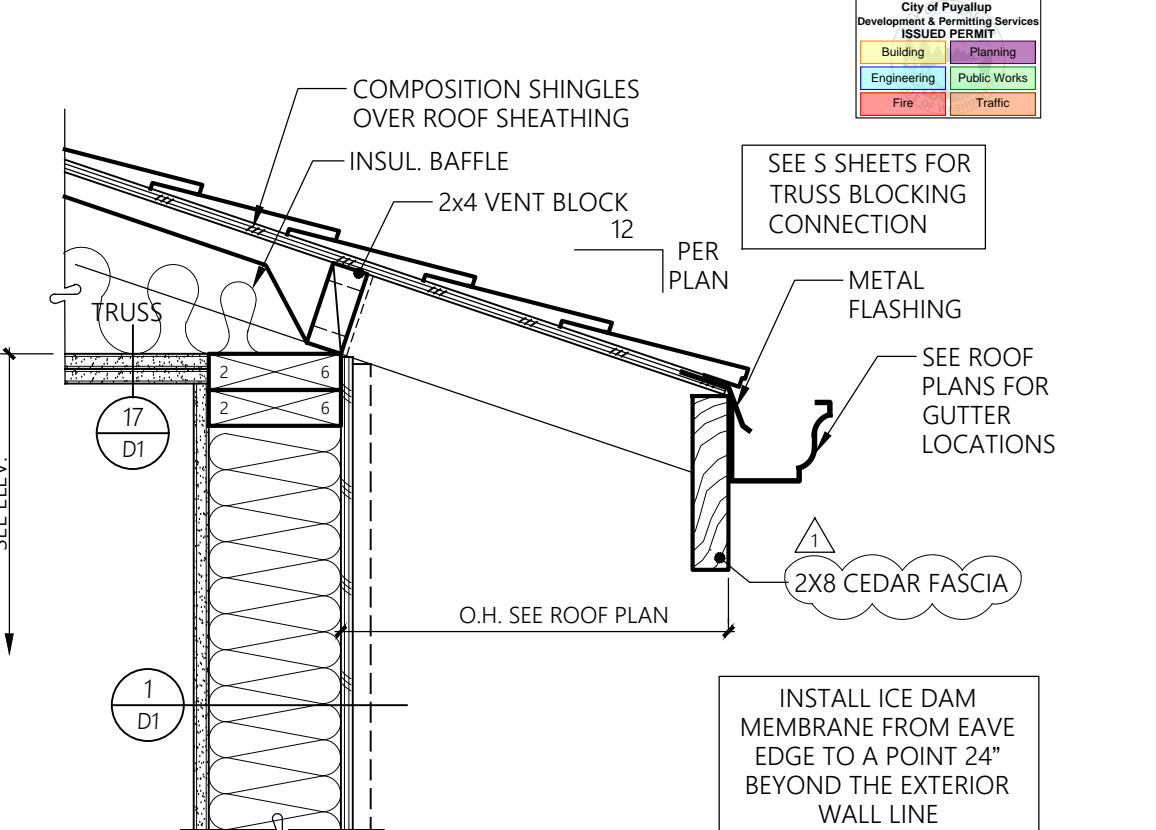 City of Puyallup
Development & Permitting Services
ISSUED PERMIT
Building
Planning
Engineering
Public Works
Fire
Traffic
COMPOSITION SHINGLES
OVER ROOF SHEATHING
INSUL. BAFFLE
2x4 VENT BLOCK
12
PER
PLAN
SEE S SHEETS FOR
TRUSS BLOCKING
CONNECTION
METAL
FLASHING
SEE ROOF
PLANS FOR
GUTTER
LOCATIONS
TRUSS
2 6
2 6
17
D1
SEE ELEV.
1
2X8 CEDAR FASCIA
O.H. SEE ROOF PLAN
1
D1
INSTALL ICE DAM
MEMBRANE FROM EAVE
EDGE TO A POINT 24”
BEYOND THE EXTERIOR
WALL LINE